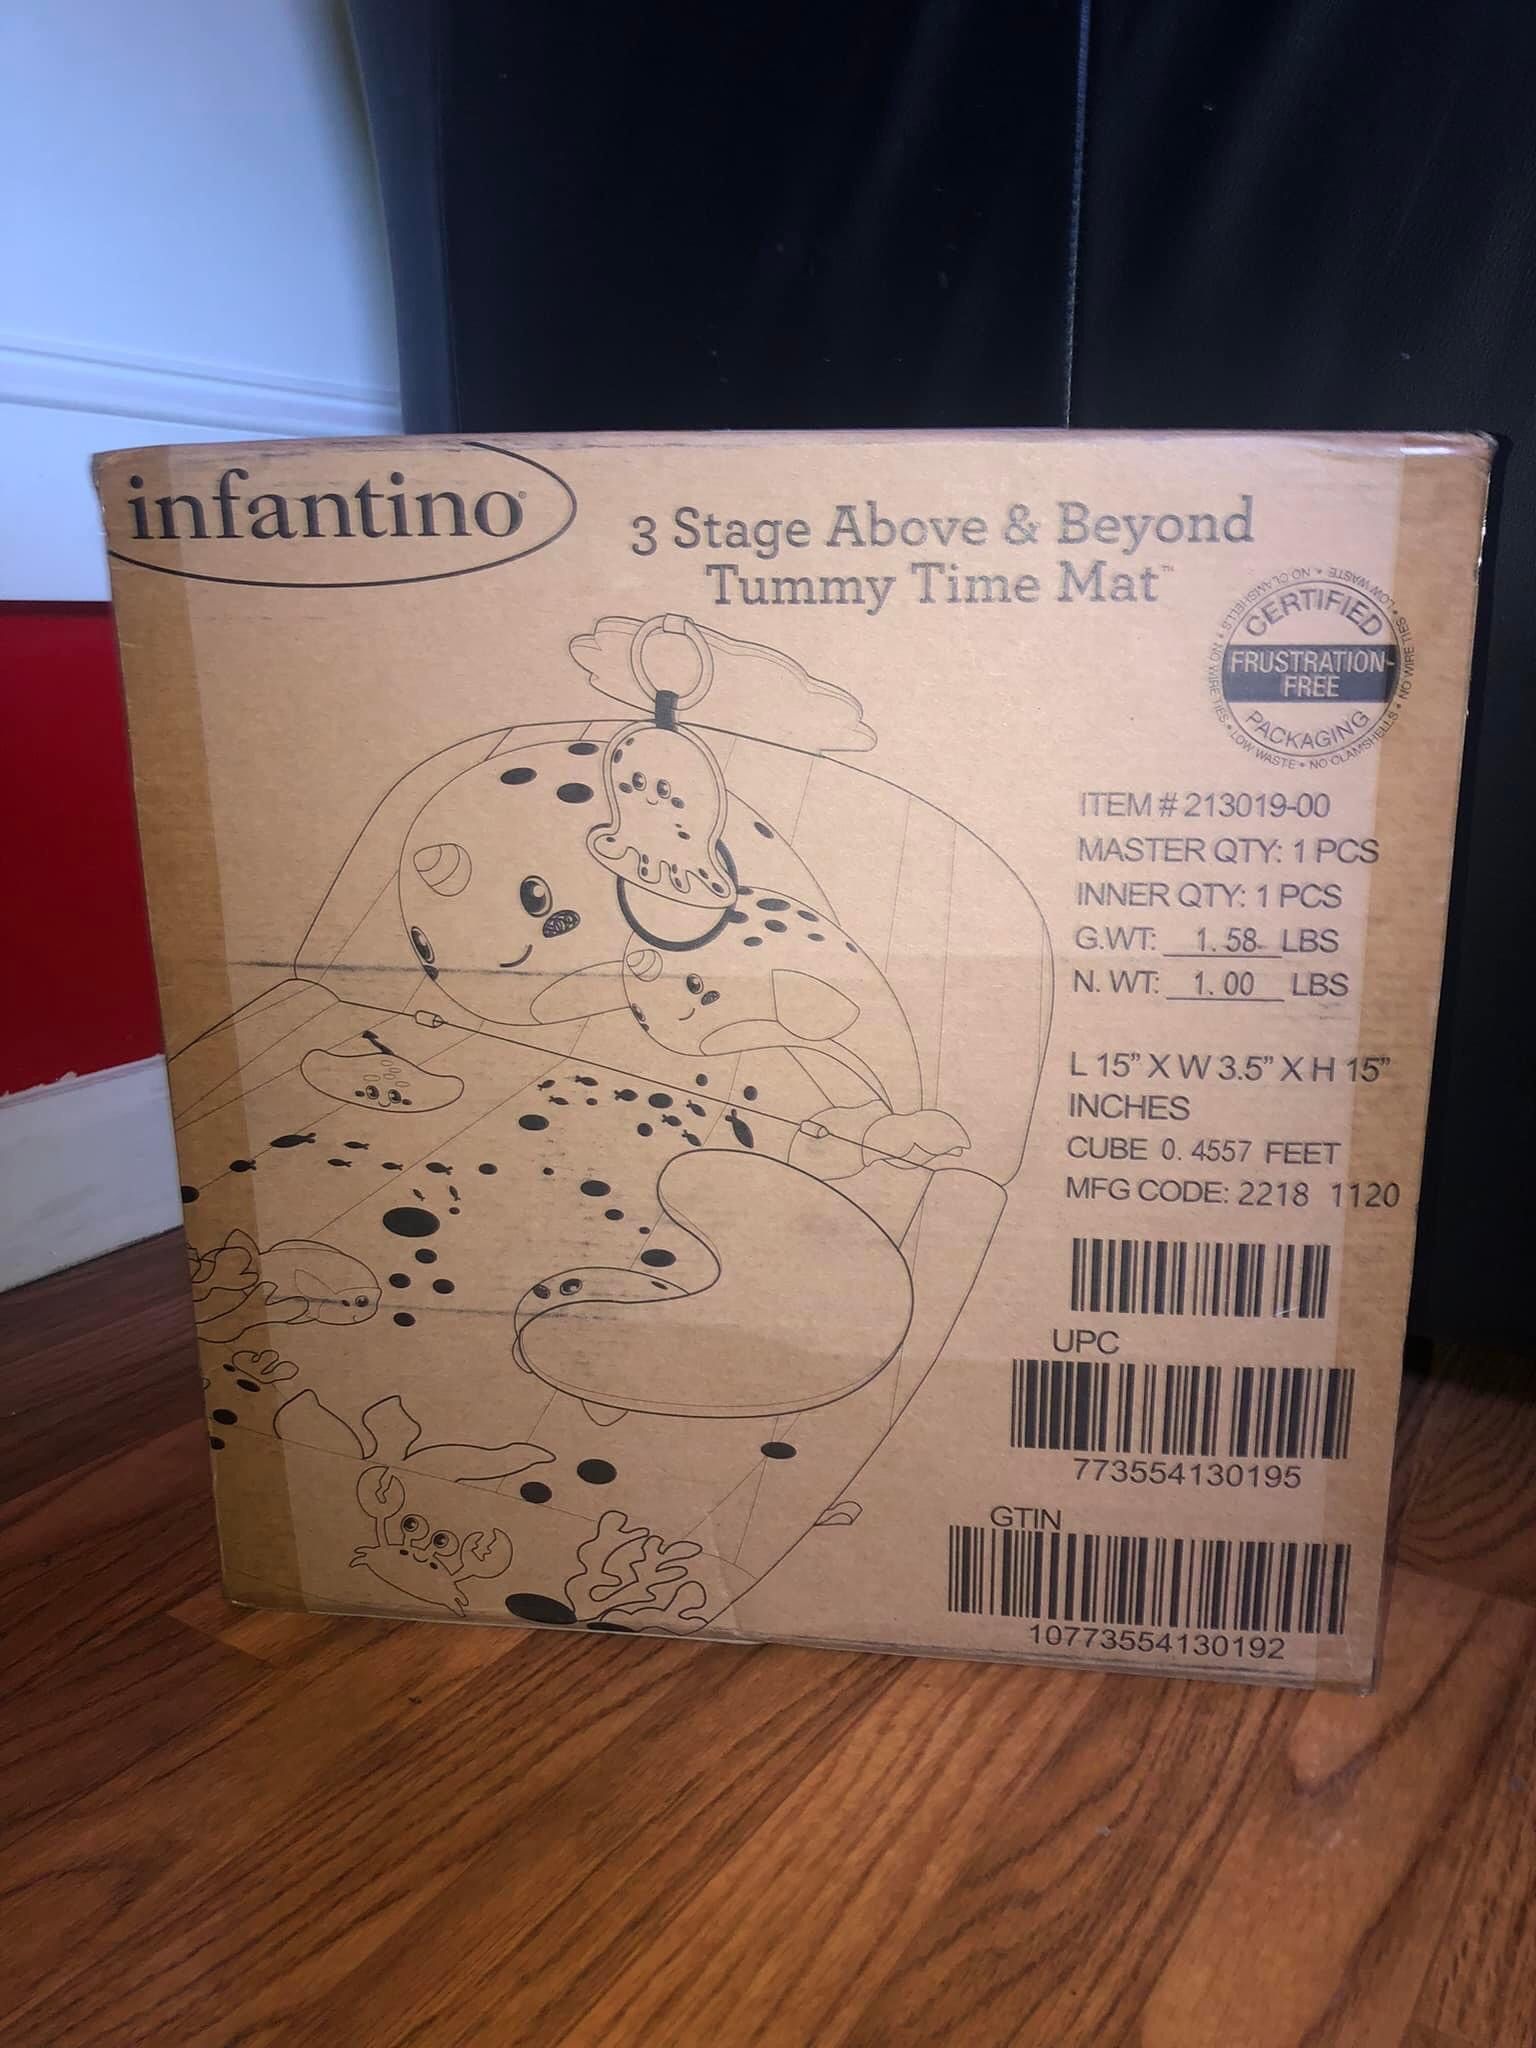 infantino®
3 Stage Above & Beyond
Tummy Time Mat™
CERTIFIED
FRUSTRATION-
FREE
PACKAGING
NO CLAMSHELLS • LOW WASTE • NO WIRE TIES • NO CLAMSHELLS • LOW WASTE • NO WIRE TIES •
ITEM # 213019-00
MASTER QTY: 1 PCS
INNER QTY: 1 PCS
G.WT: 1.58 LBS
N. WT: 1.00 LBS
L 15" X W 3.5" X H 15"
INCHES
CUBE 0.4557 FEET
MFG CODE: 2218 1120
UPC
773554130195
GTIN
10773554130192